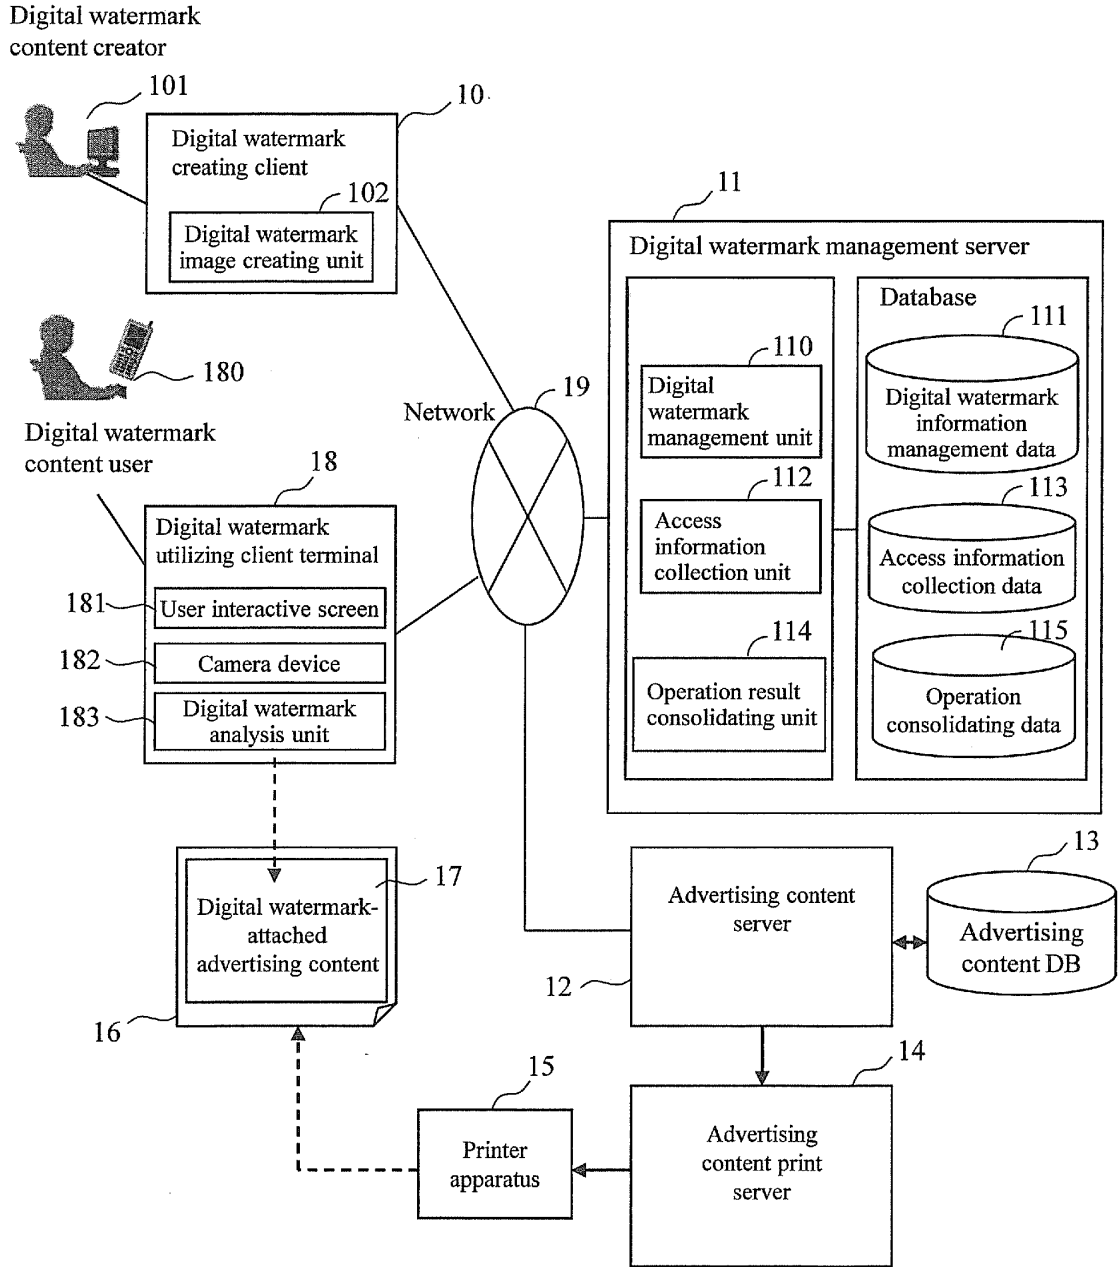 Digital watermark
content creator
101
10
Digital watermark
creating client
102
Digital watermark
image creating unit
180
Digital watermark
content user
18
Digital watermark
utilizing client terminal
181
User interactive screen
182
Camera device
183
Digital watermark
analysis unit
Network
19
11
Digital watermark management server
110
Digital
watermark
management unit
112
Access
information
collection unit
114
Operation result
consolidating unit
Database
111
Digital watermark
information
management data
113
Access information
collection data
115
Operation
consolidating data
17
Digital watermark-
attached
advertising content
16
Advertising content
server
12
13
Advertising
content DB
14
Advertising
content print
server
15
Printer
apparatus